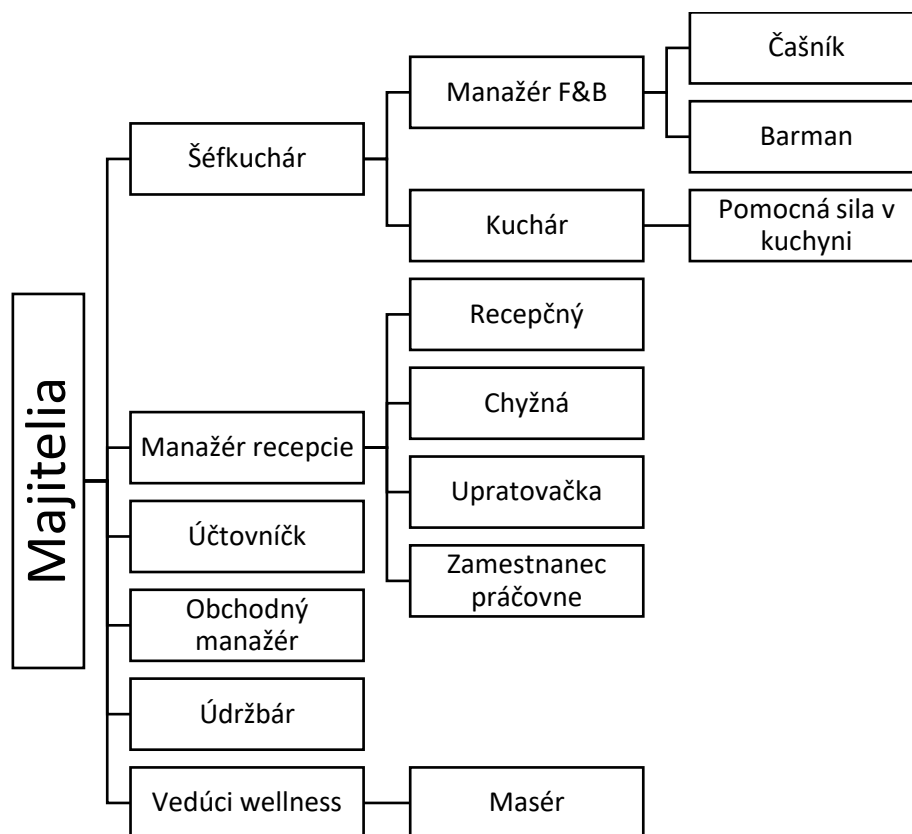 Majitelia
Šéfkuchár
Manažér F&B
Čašník
Barman
Kuchár
Pomocná sila v
kuchyni
Manažér recepcie
Recepčný
Chyžná
Upratovačka
Zamestnanec
práčovne
Účtovníčk
Obchodný
manažér
Údržbár
Vedúci wellness
Masér